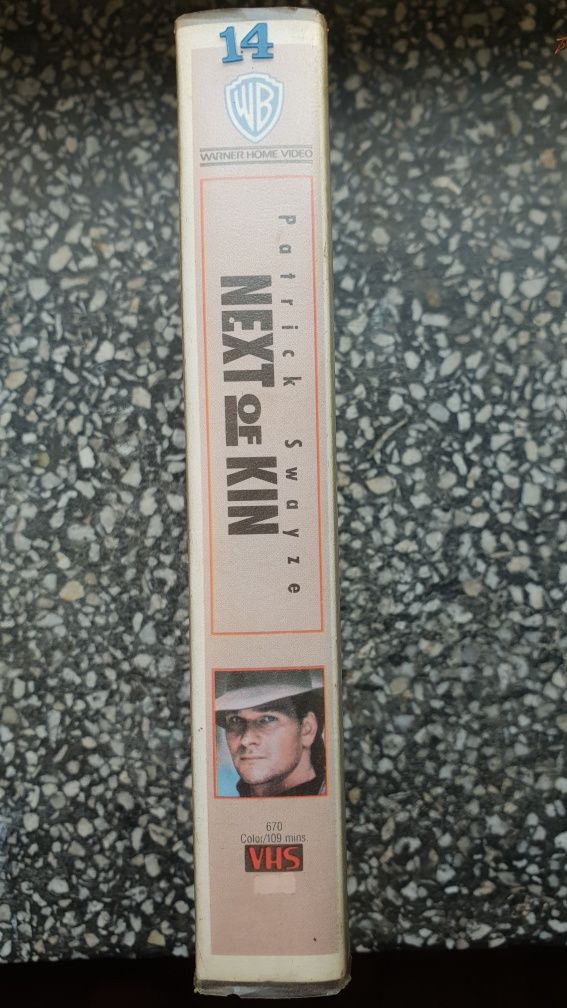 14
WB
WARNER HOME VIDEO
Patrick Swayze
NEXT OF KIN
670
Color/109 mins.
VHS